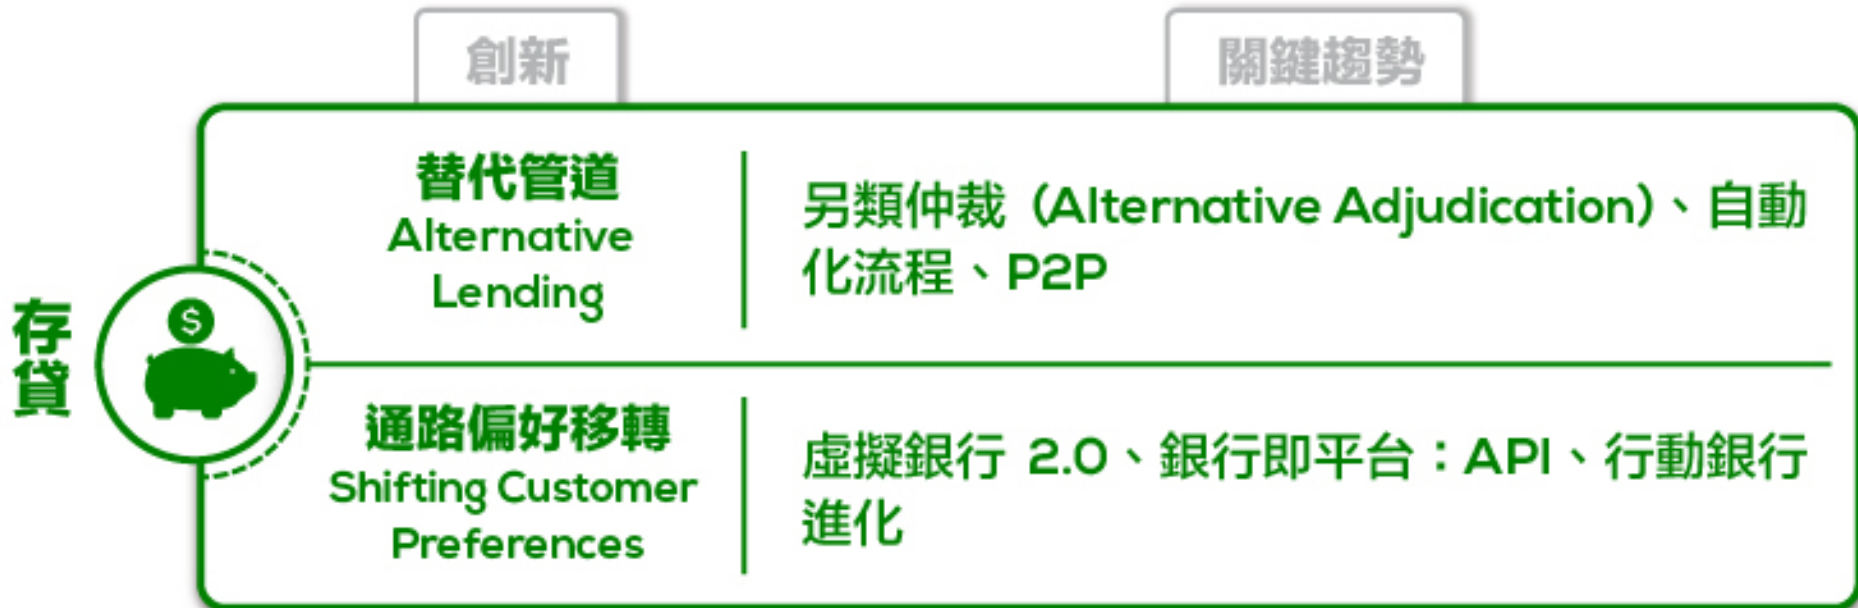 創新
關鍵趨勢
存貸
替代管道
Alternative
Lending
另類仲裁 (Alternative Adjudication)、自動
化流程、P2P
$
通路偏好移轉
Shifting Customer
Preferences
虛擬銀行 2.0、銀行即平台：API、行動銀行
進化